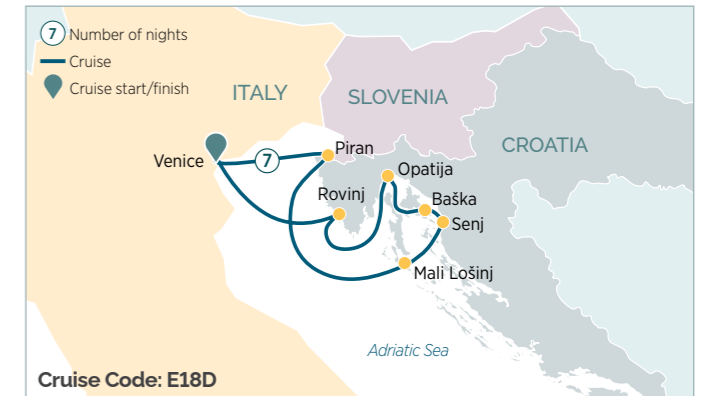 7 Number of nights
Cruise
Cruise start/finish
ITALY
SLOVENIA
CROATIA
Venice
7
Piran
Opatija
Rovinj
Baška
Senj
Mali Lošinj
Adriatic Sea
Cruise Code: E18D